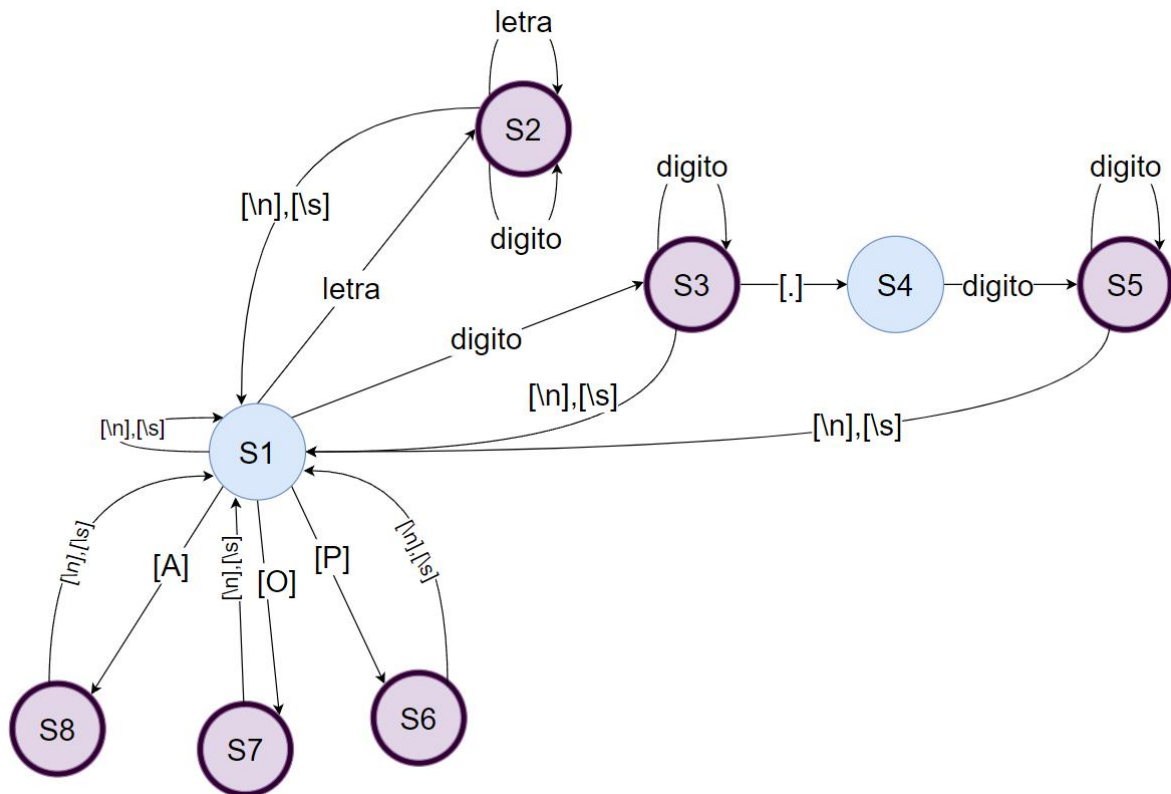 letra
S2
digito
[\n],[\s]
letra
digito
S3
[.]
S4
digito
digito
S5
digito
[\n],[\s]
[\n],[\s]
[\n],[\s]
S1
[\n],[\s]
[A]
[\n],[\s]
[O]
[P]
[\n],[\s]
S8
S7
S6